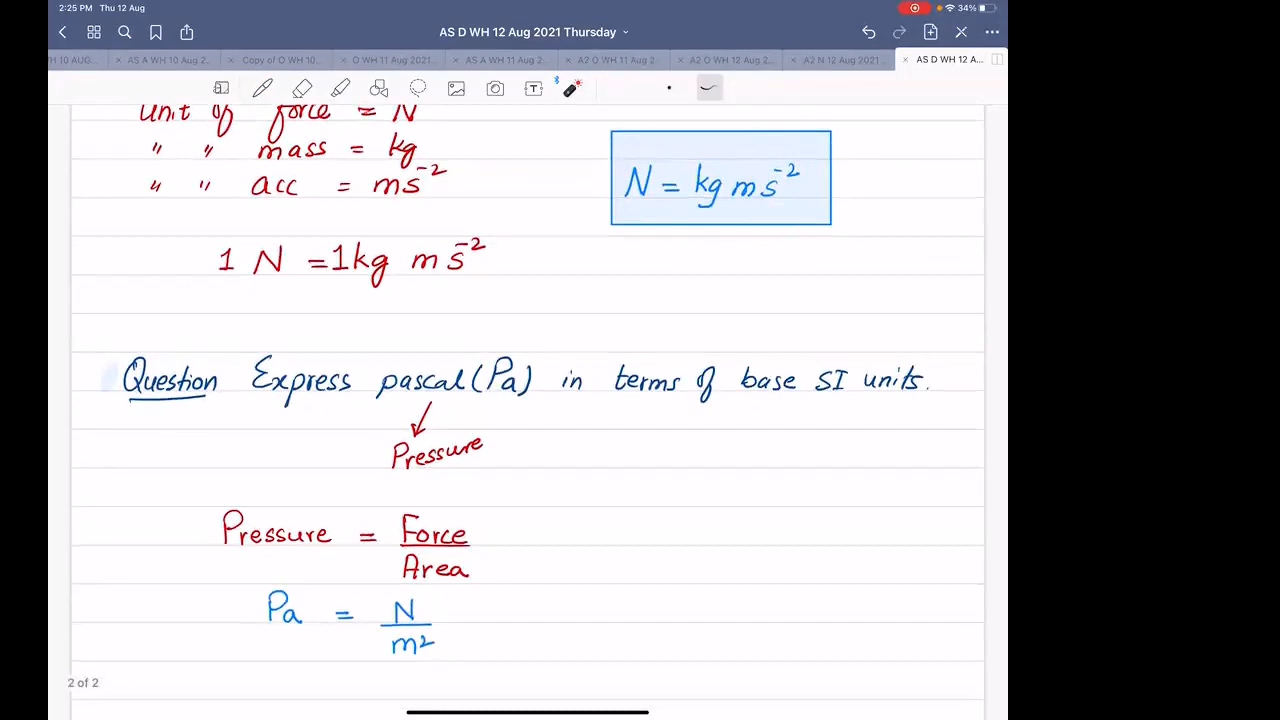 2:25 PM Thu 12 Aug
34%
AS D WH 12 Aug 2021 Thursday
WH 10 AUG...
AS A WH 10 Aug 2...
Copy of O WH 10...
O WH 11 Aug 2021...
AS A WH 11 Aug 2...
A2 O WH 11 Aug 2...
A2 O WH 12 Aug 2...
A2 N 12 Aug 2021...
AS D WH 12 A...
Unit of force = N
" " mass = kg
" " acc = ms⁻²
N = kg m s⁻²
1 N = 1kg m s⁻²
Question Express pascal (Pa) in terms of base SI units.
Pressure
Pressure = Force
Area
Pa = N
m²
2 of 2